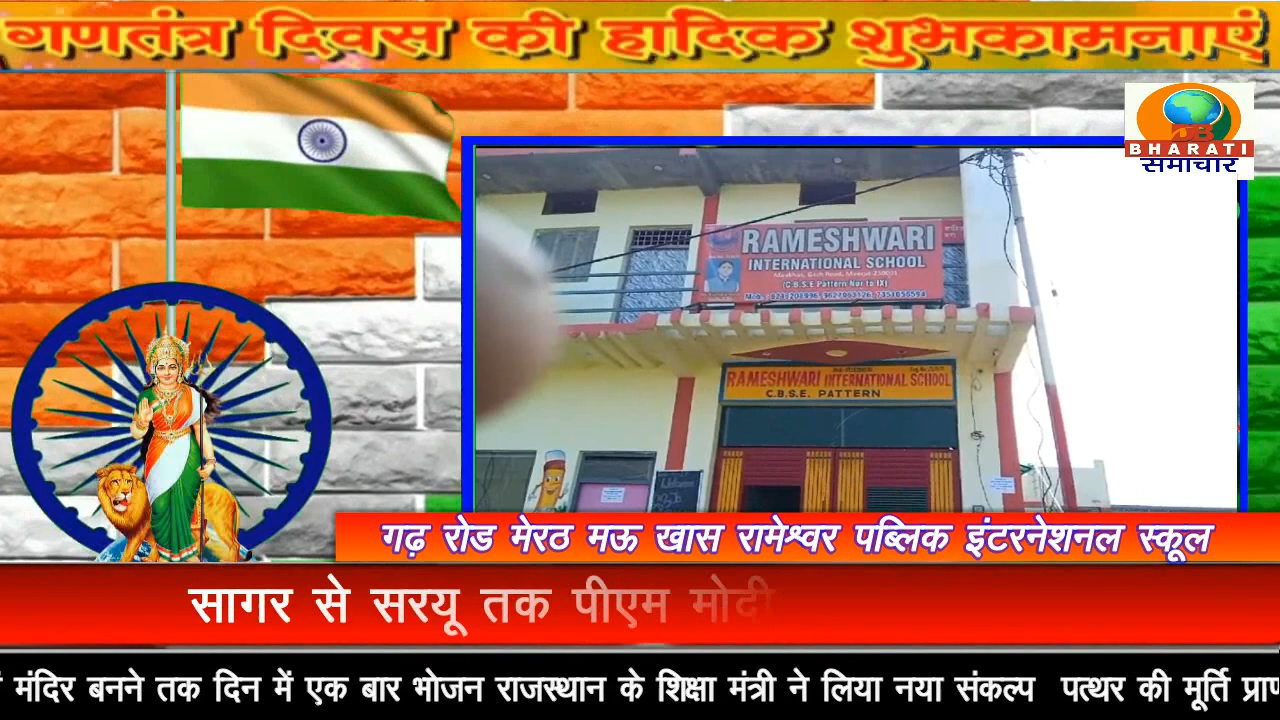 गणतंत्र दिवस की हादिक शुभकामनाएं
BHARATI
समाचार
RAMESHWARI
INTERNATIONAL SCHOOL
(C.B.S.E Pattern Nur to IX)
RAMESHWARI INTERNATIONAL SCHOOL
C.B.S.E. PATTERN
गढ़ रोड मेरठ मऊ खास रामेश्वर पब्लिक इंटरनेशनल स्कूल
सागर से सरयू तक पीएम मोदी
मंदिर बनने तक दिन में एक बार भोजन राजस्थान के शिक्षा मंत्री ने लिया नया संकल्प पत्थर की मूर्ति